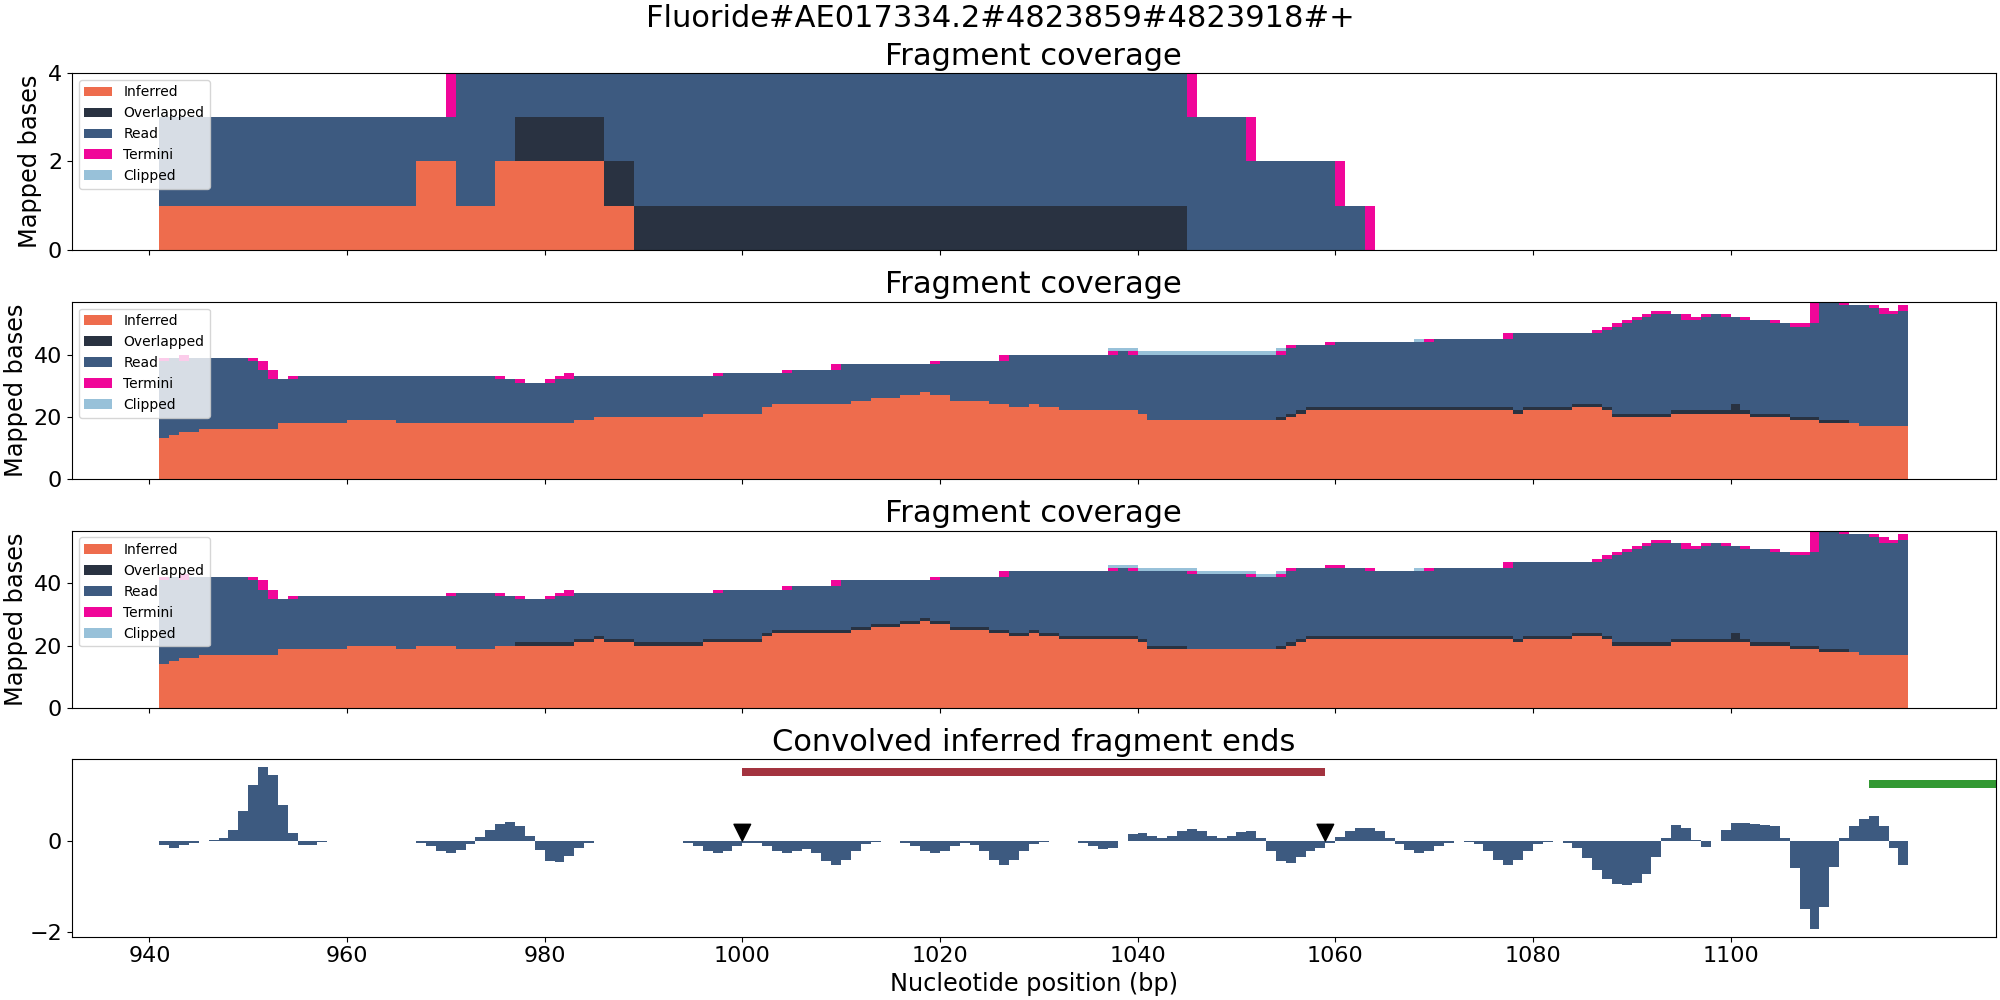 Fluoride#AE017334.2#4823859#4823918#+
Fragment coverage
Mapped bases
4
2
0
Inferred
Overlapped
Read
Termini
Clipped
Fragment coverage
Mapped bases
40
20
0
Inferred
Overlapped
Read
Termini
Clipped
Fragment coverage
Mapped bases
40
20
0
Inferred
Overlapped
Read
Termini
Clipped
Convolved inferred fragment ends
0
−2
940 960 980 1000 1020 1040 1060 1080 1100
Nucleotide position (bp)